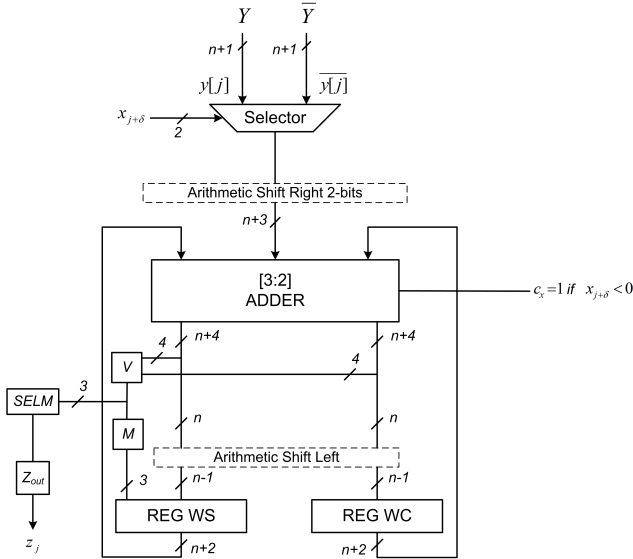 Y Y̅
n+1 n+1
y[j] y[j]̅
x_{j+δ} Selector
2
Arithmetic Shift Right 2-bits
n+3
[3:2]
ADDER
c_x=1 if x_{j+δ}<0
n+4 n+4
4 4
V
3
SELM
M n n
Arithmetic Shift Left
Z_{out}
3 n-1 n-1
REG WS REG WC
z_j
n+2 n+2